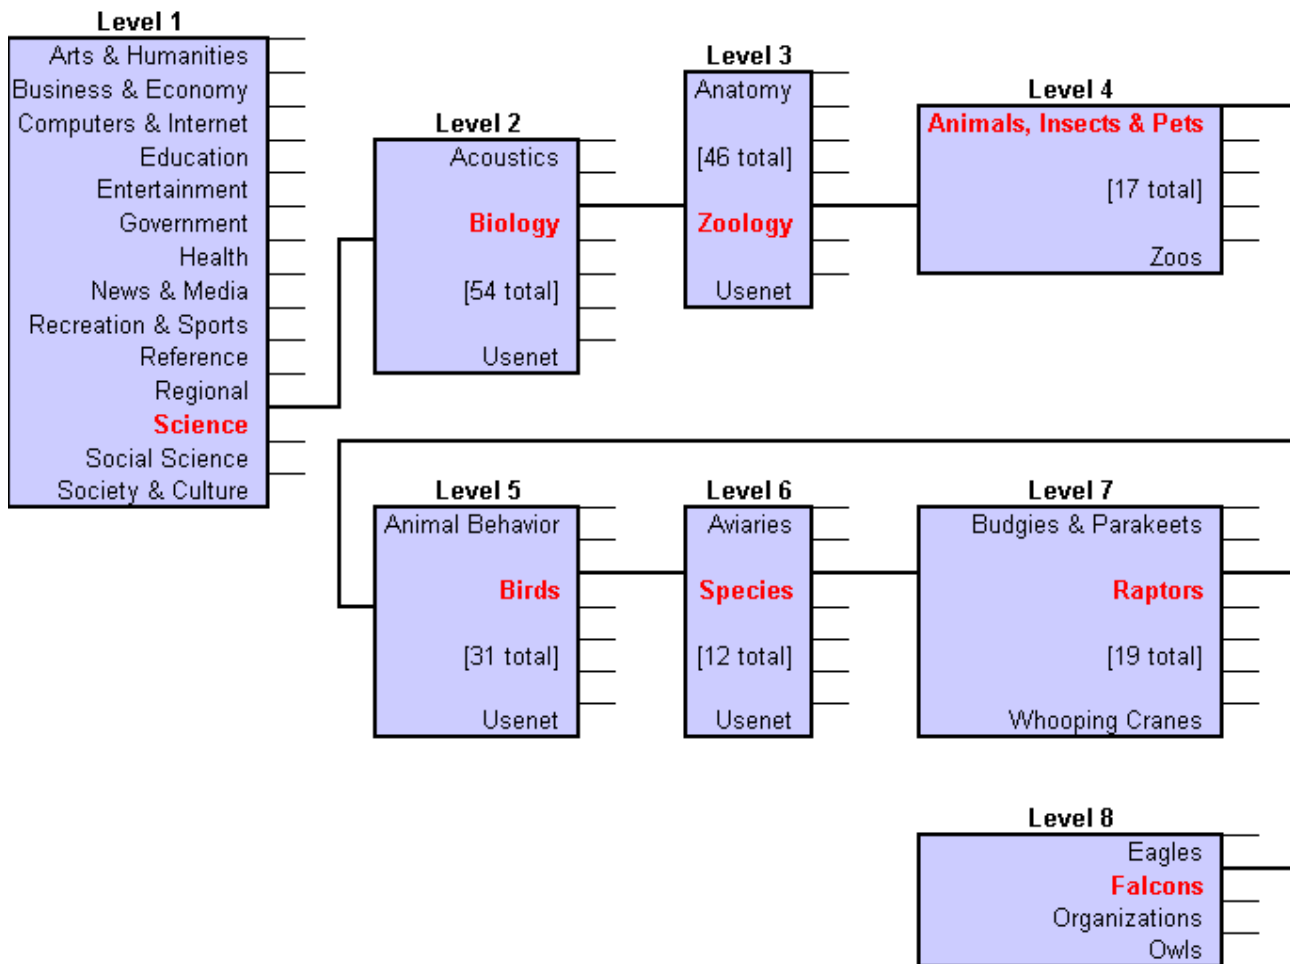 Level 1
Arts & Humanities
Business & Economy
Computers & Internet
Education
Entertainment
Government
Health
News & Media
Recreation & Sports
Reference
Regional
Science
Social Science
Society & Culture
Level 2
Acoustics
Biology
[54 total]
Usenet
Level 3
Anatomy
[46 total]
Zoology
Usenet
Level 4
Animals, Insects & Pets
[17 total]
Zoos
Level 5
Animal Behavior
Birds
[31 total]
Usenet
Level 6
Aviaries
Species
[12 total]
Usenet
Level 7
Budgies & Parakeets
Raptors
[19 total]
Whooping Cranes
Level 8
Eagles
Falcons
Organizations
Owls